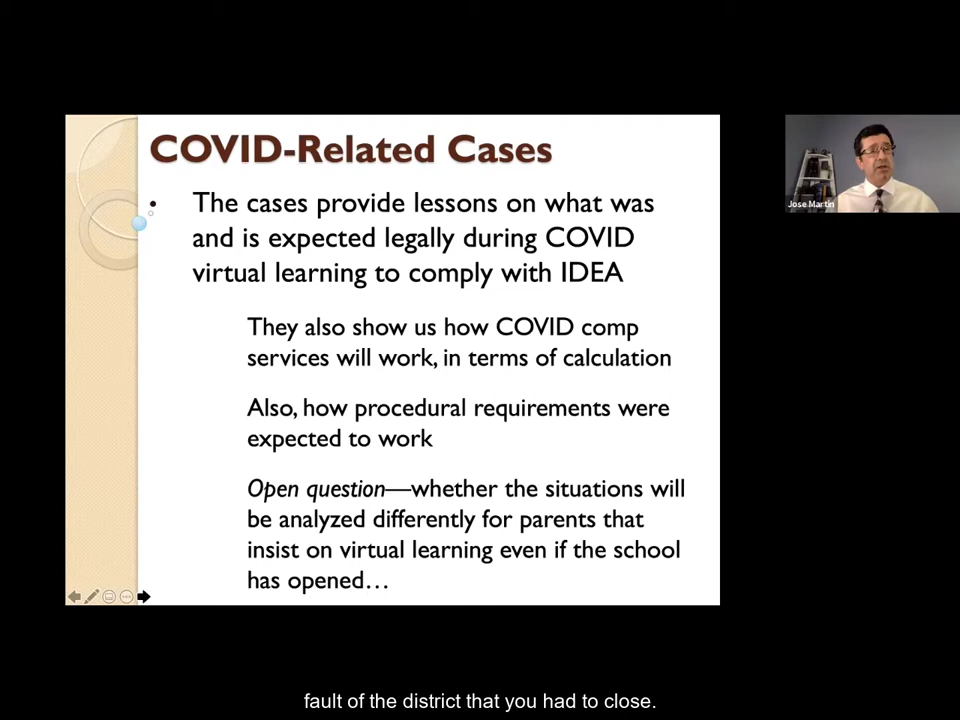 COVID-Related Cases
• The cases provide lessons on what was
and is expected legally during COVID
virtual learning to comply with IDEA
They also show us how COVID comp
services will work, in terms of calculation
Also, how procedural requirements were
expected to work
Open question—whether the situations will
be analyzed differently for parents that
insist on virtual learning even if the school
has opened…
Jose Martin
fault of the district that you had to close.